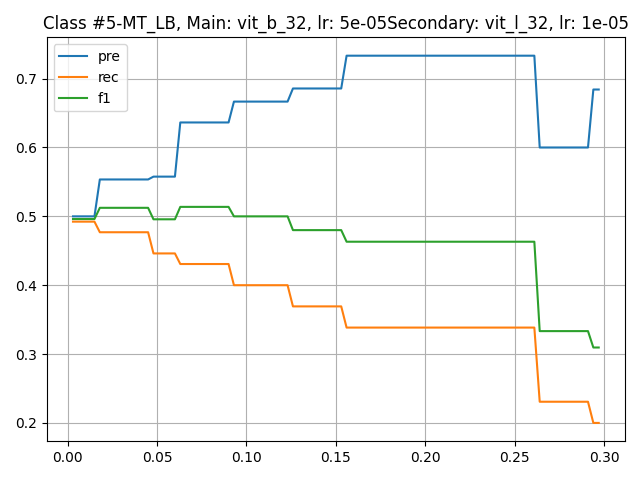 Class #5-MT_LB, Main: vit_b_32, lr: 5e-05Secondary: vit_l_32, lr: 1e-05
pre
rec
f1
0.7
0.6
0.5
0.4
0.3
0.2
0.00 0.05 0.10 0.15 0.20 0.25 0.30